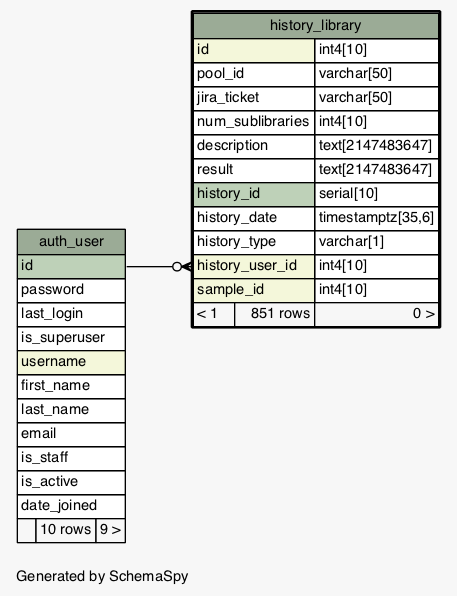 history_library
id int4[10]
pool_id varchar[50]
jira_ticket varchar[50]
num_sublibraries int4[10]
description text[2147483647]
result text[2147483647]
history_id serial[10]
history_date timestamptz[35,6]
history_type varchar[1]
history_user_id int4[10]
sample_id int4[10]
< 1 851 rows 0 >
auth_user
id
password
last_login
is_superuser
username
first_name
last_name
email
is_staff
is_active
date_joined
10 rows 9 >
Generated by SchemaSpy